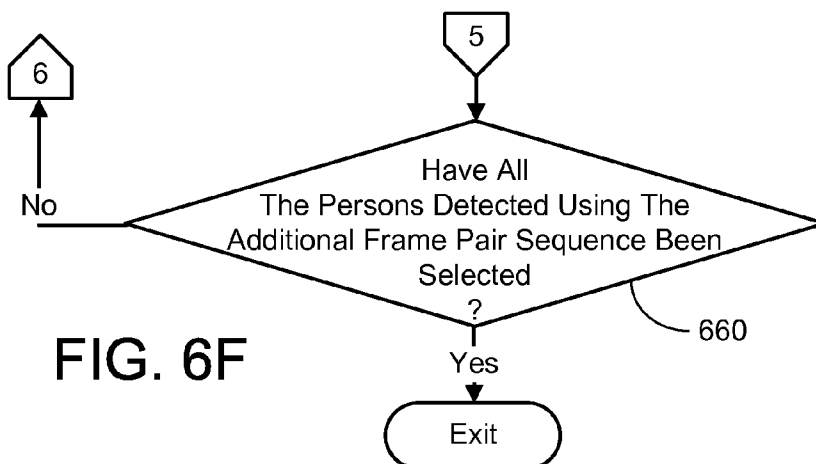 5
6
Have All
The Persons Detected Using The
Additional Frame Pair Sequence Been
Selected
?
No
660
Yes
FIG. 6F
Exit